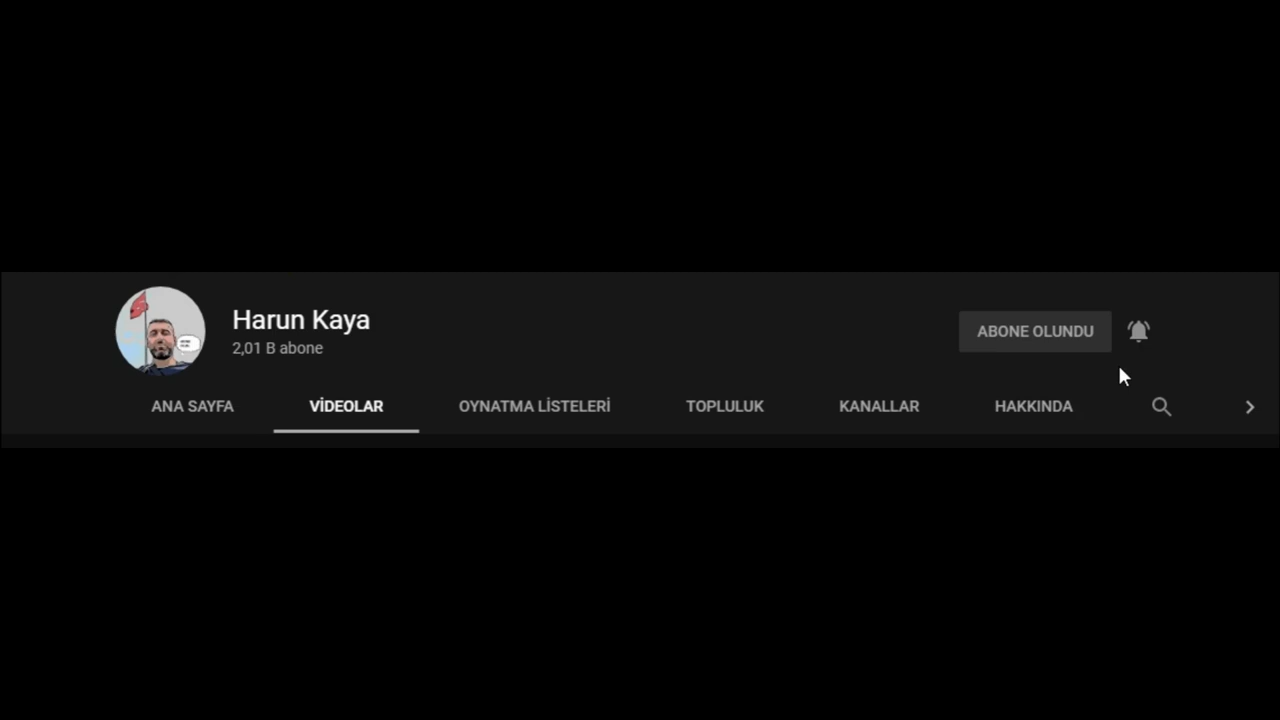 Harun Kaya
2,01 B abone
ABONE OLUNDU
ANA SAYFA VİDEOLAR OYNATMA LİSTELERİ TOPLULUK KANALLAR HAKKINDA